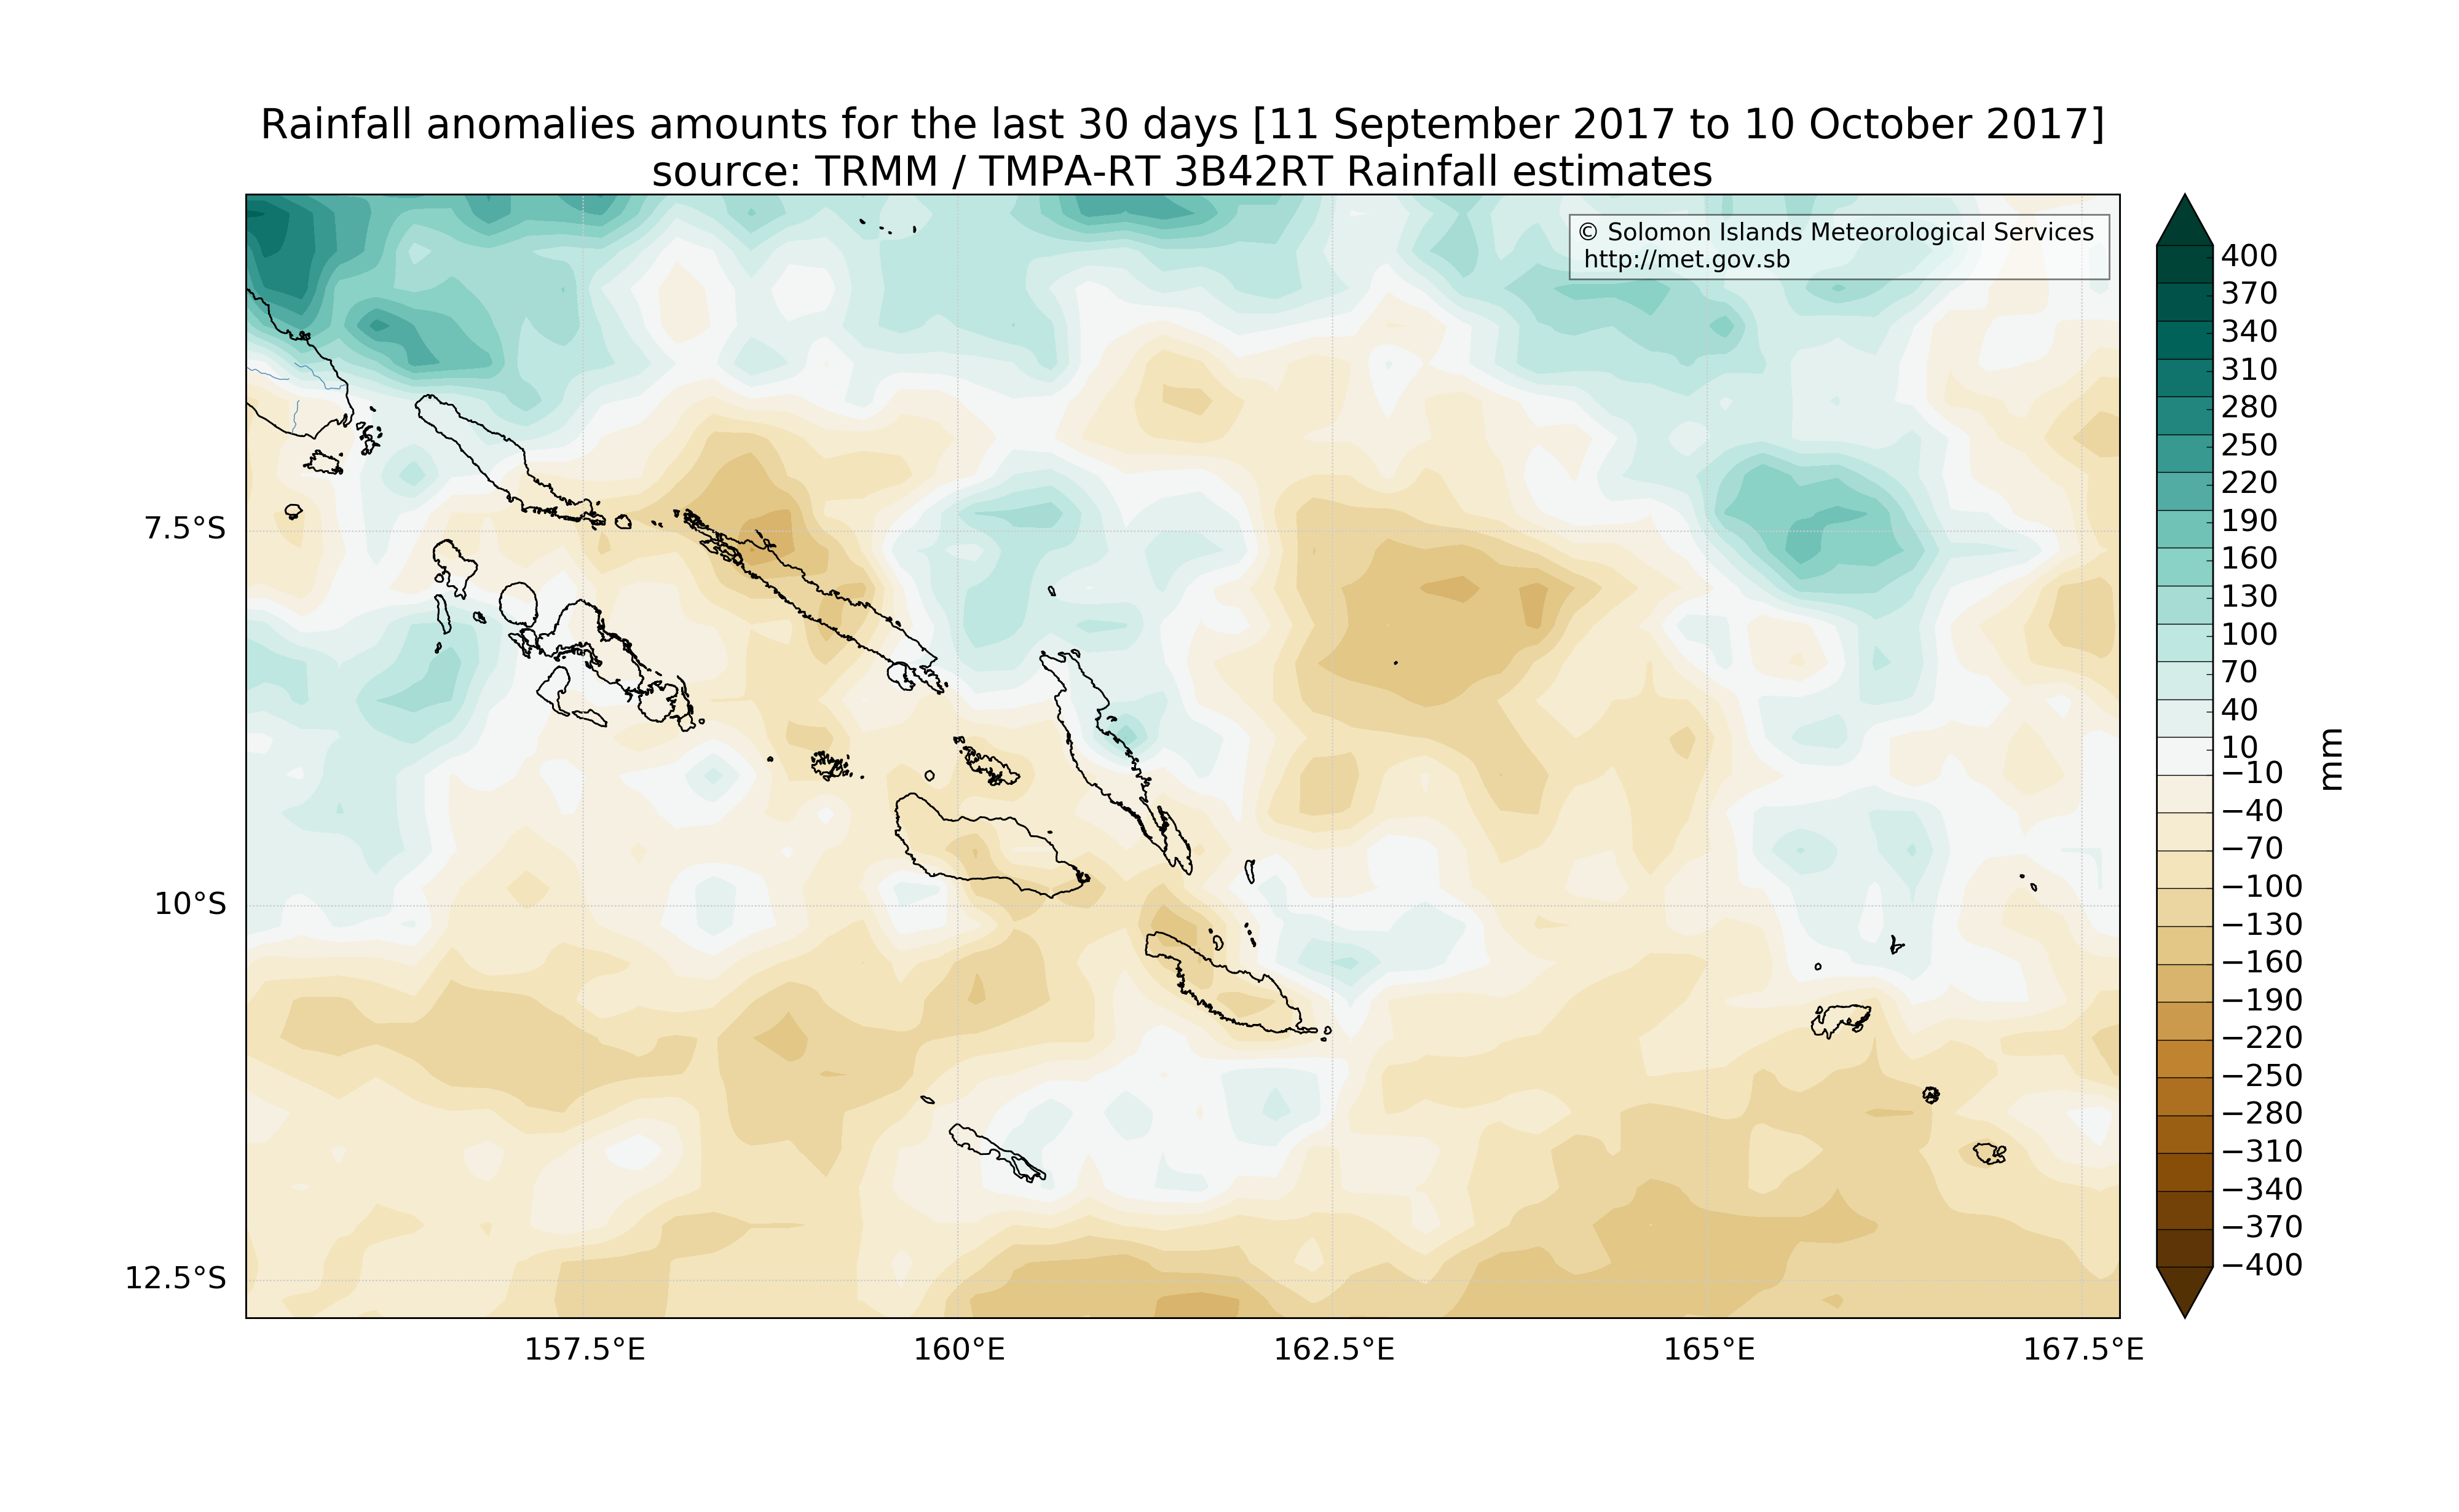 Rainfall anomalies amounts for the last 30 days [11 September 2017 to 10 October 2017]
source: TRMM / TMPA-RT 3B42RT Rainfall estimates
© Solomon Islands Meteorological Services
http://met.gov.sb
7.5°S
10°S
12.5°S
157.5°E
160°E
162.5°E
165°E
167.5°E
400
370
340
310
280
250
220
190
160
130
100
70
40
10
−10
−40
−70
−100
−130
−160
−190
−220
−250
−280
−310
−340
−370
−400
mm